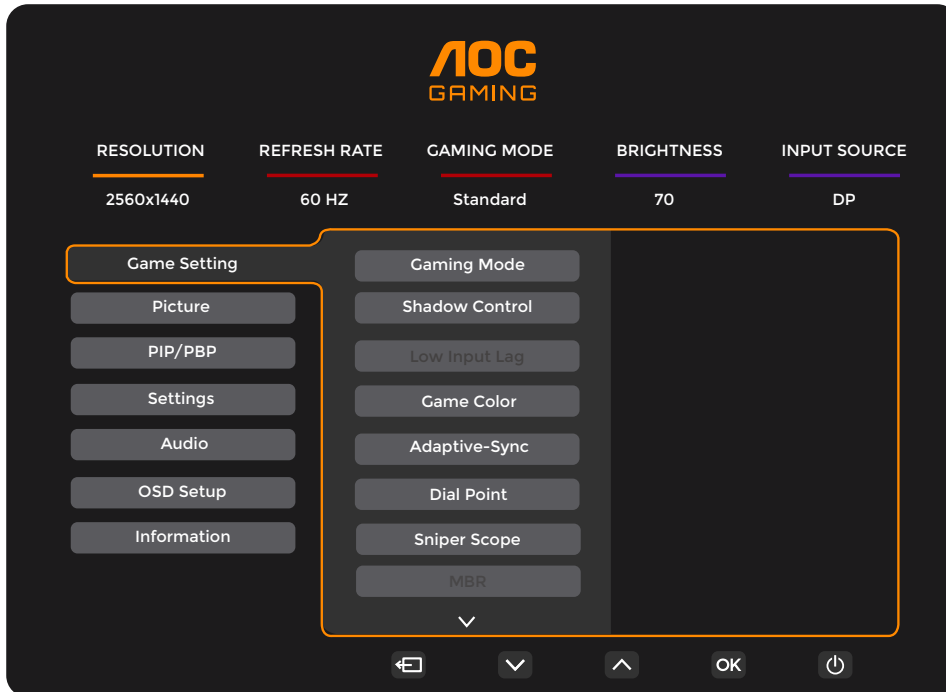 AOC
GAMING
RESOLUTION REFRESH RATE GAMING MODE BRIGHTNESS INPUT SOURCE
2560x1440 60 HZ Standard 70 DP
Game Setting
Picture
PIP/PBP
Settings
Audio
OSD Setup
Information
Gaming Mode
Shadow Control
Low Input Lag
Game Color
Adaptive-Sync
Dial Point
Sniper Scope
MBR
OK